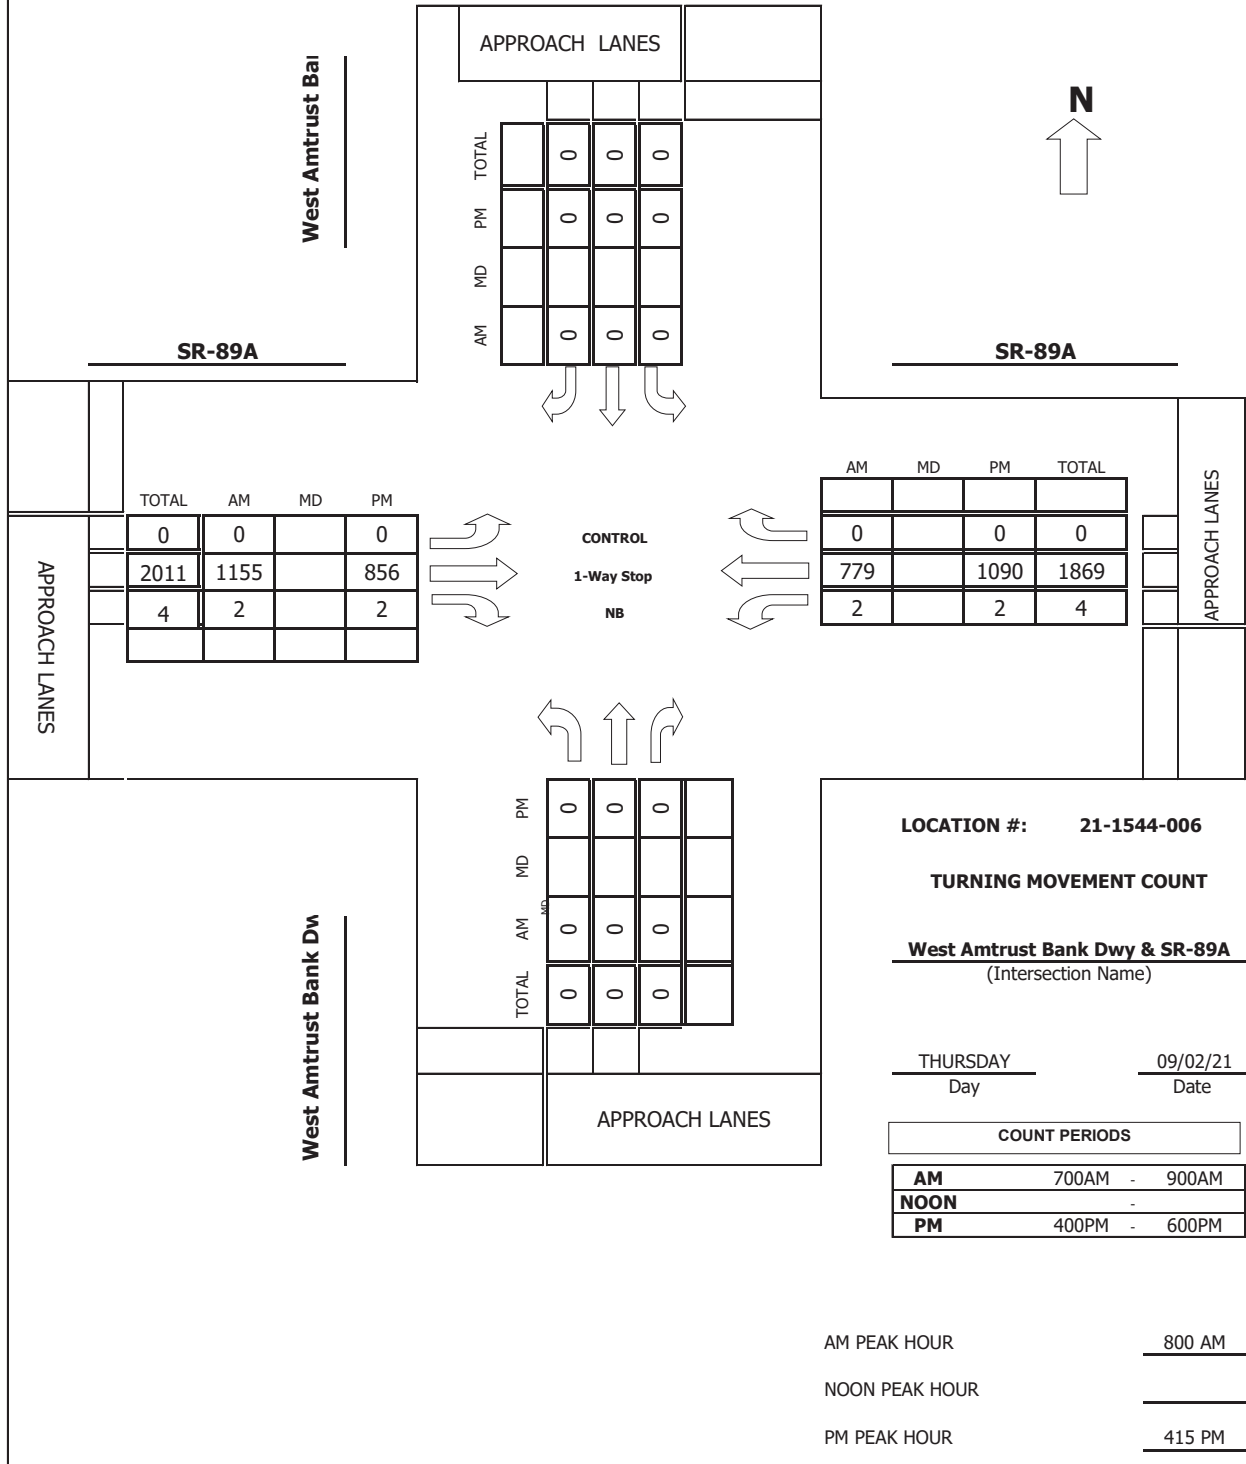 APPROACH LANES
West Amtrust Bar
N
TOTAL 0 0 0
PM 0 0 0
MD
AM 0 0 0
SR-89A
SR-89A
AM MD PM TOTAL
0 0 0
779 1090 1869
2 2 4
APPROACH LANES
TOTAL AM MD PM
0 0 0
2011 1155 856
4 2 2
APPROACH LANES
CONTROL
1-Way Stop
NB
PM 0 0 0
MD
MD
AM 0 0 0
TOTAL 0 0 0
West Amtrust Bank Dw
APPROACH LANES
LOCATION #: 21-1544-006
TURNING MOVEMENT COUNT
West Amtrust Bank Dwy & SR-89A
(Intersection Name)
THURSDAY 09/02/21
Day Date
COUNT PERIODS
AM 700AM - 900AM
NOON -
PM 400PM - 600PM
AM PEAK HOUR 800 AM
NOON PEAK HOUR
PM PEAK HOUR 415 PM